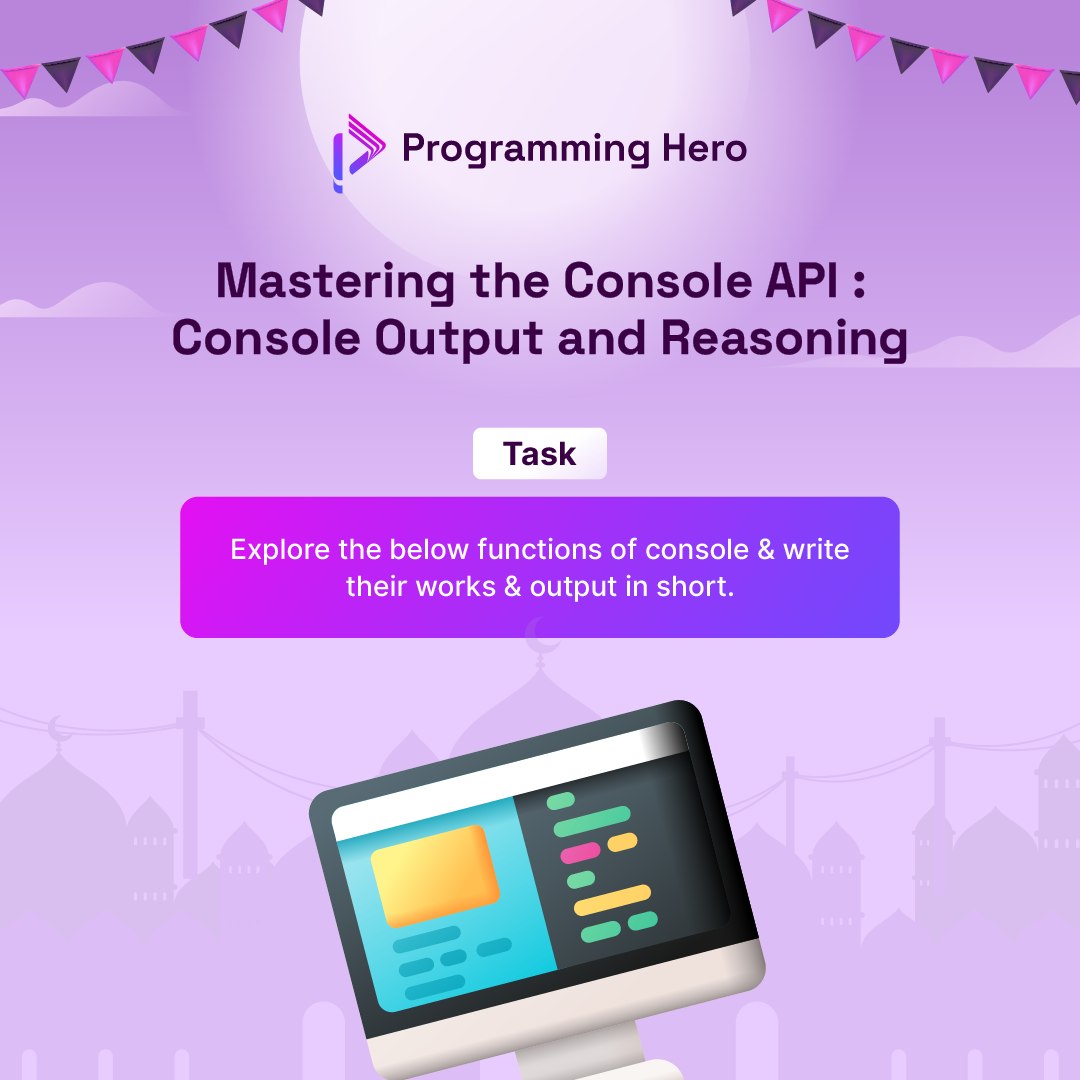 Programming Hero
Mastering the Console API :
Console Output and Reasoning
Task
Explore the below functions of console & write
their works & output in short.